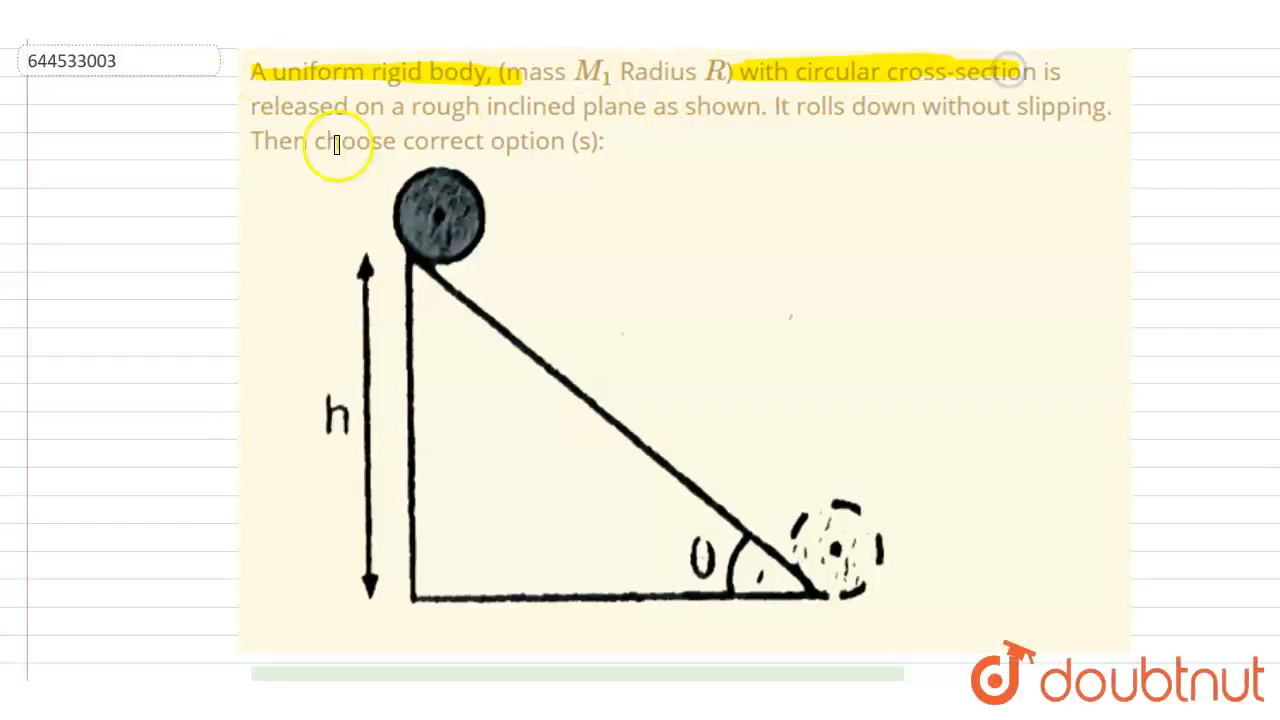 644533003
A uniform rigid body, (mass M₁ Radius R) with circular cross-section is
released on a rough inclined plane as shown. It rolls down without slipping.
Then choose correct option (s):
h
θ
doubtnut